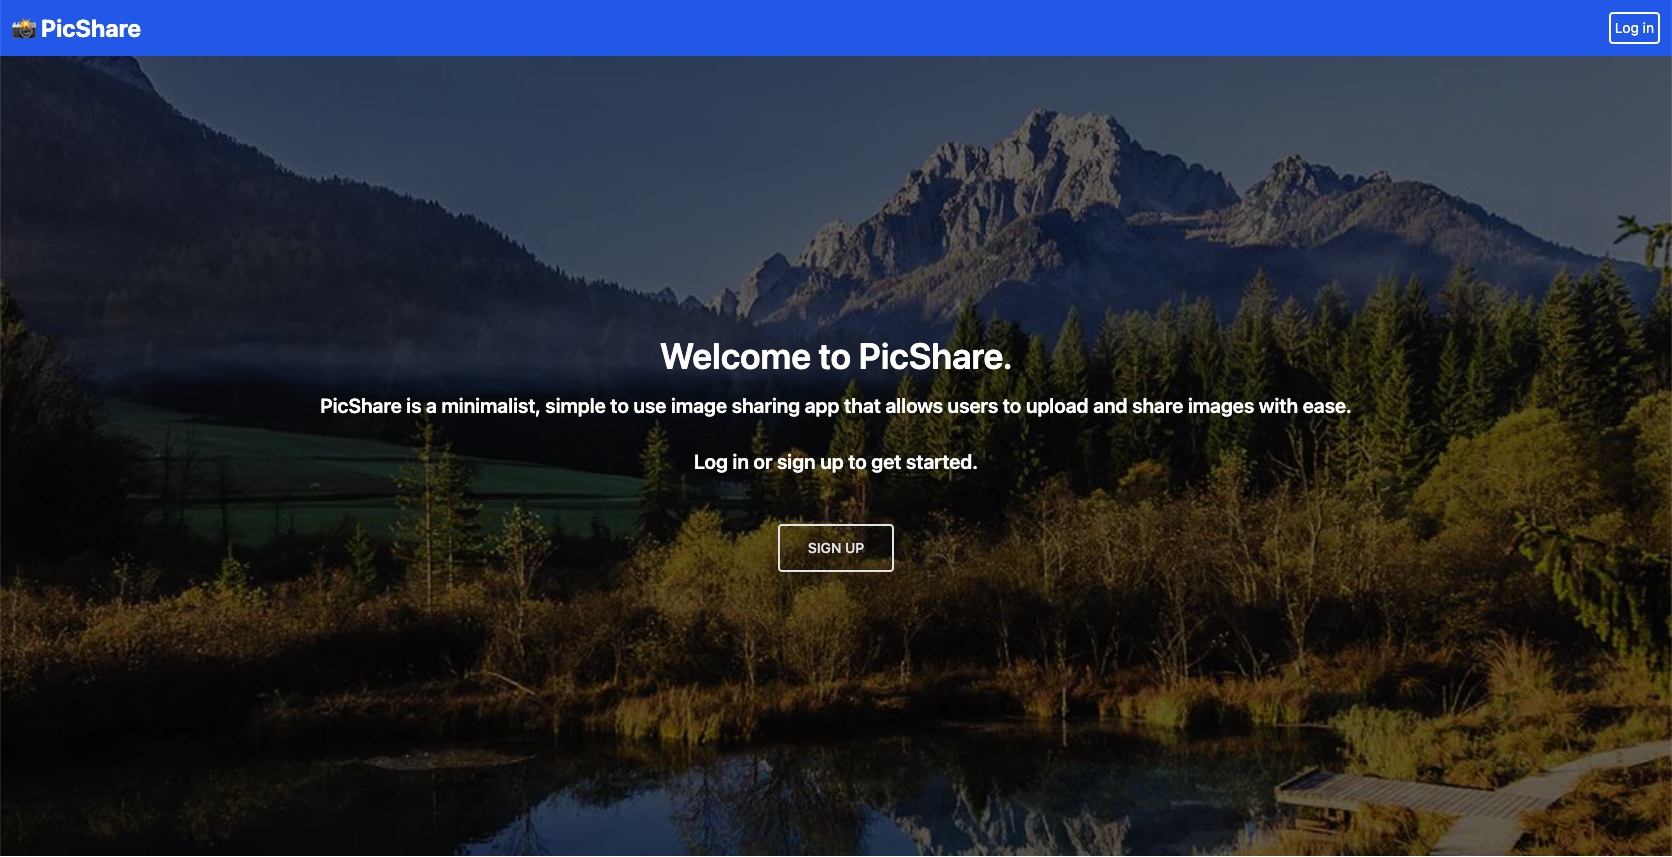 PicShare
Log in
Welcome to PicShare.
PicShare is a minimalist, simple to use image sharing app that allows users to upload and share images with ease.
Log in or sign up to get started.
SIGN UP